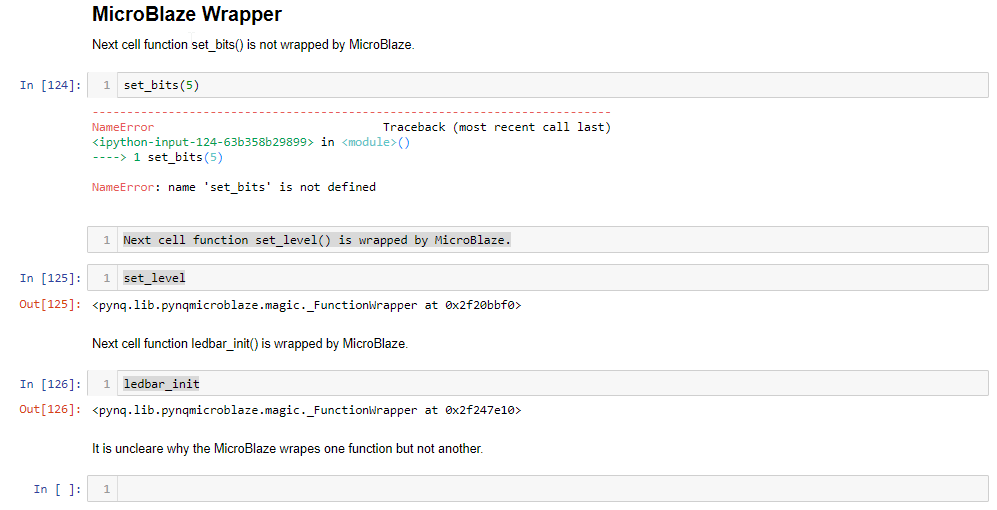 MicroBlaze Wrapper
Next cell function set_bits() is not wrapped by MicroBlaze.
In [124]: 1 set_bits(5)
---------------------------------------------------------------------------
NameError                                 Traceback (most recent call last)
<ipython-input-124-63b358b29899> in <module>()
----> 1 set_bits(5)
NameError: name 'set_bits' is not defined
1 Next cell function set_level() is wrapped by MicroBlaze.
In [125]: 1 set_level
Out[125]: <pynq.lib.pynqmicroblaze.magic._FunctionWrapper at 0x2f20bbf0>
Next cell function ledbar_init() is wrapped by MicroBlaze.
In [126]: 1 ledbar_init
Out[126]: <pynq.lib.pynqmicroblaze.magic._FunctionWrapper at 0x2f247e10>
It is uncleare why the MicroBlaze wrapes one function but not another.
In [ ]: 1